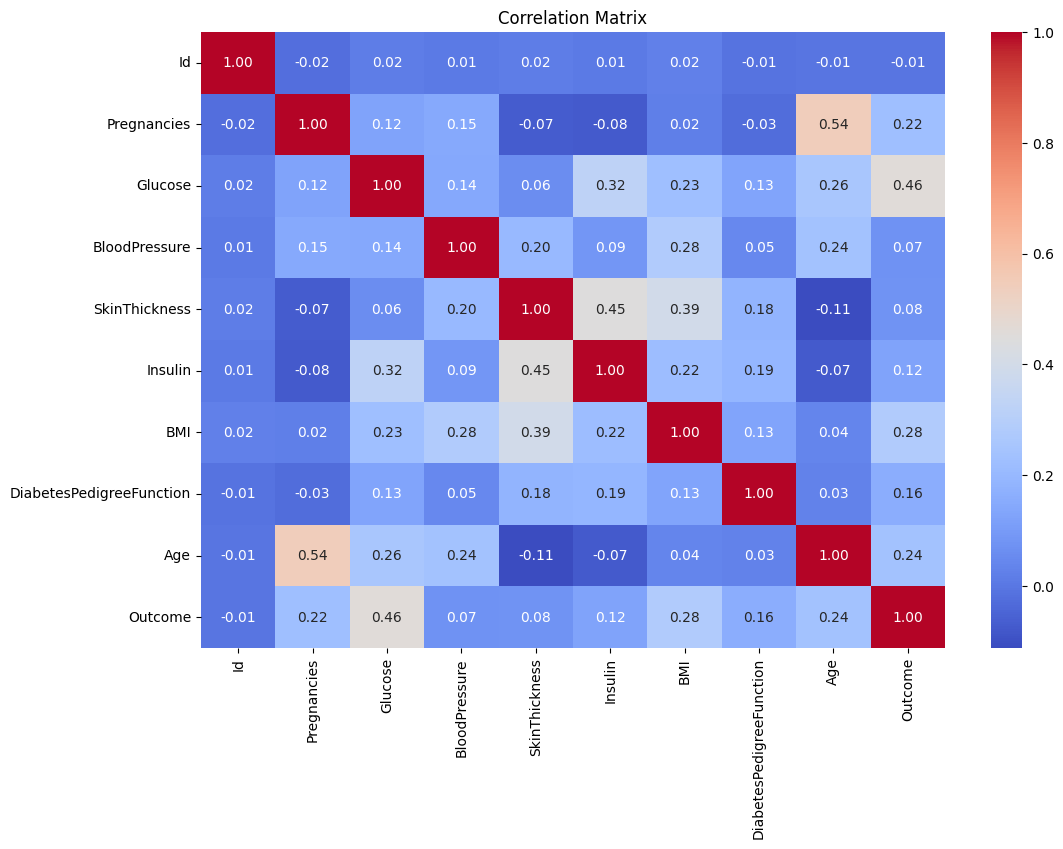 Correlation Matrix
Id 1.00 -0.02 0.02 0.01 0.02 0.01 0.02 -0.01 -0.01 -0.01
Pregnancies -0.02 1.00 0.12 0.15 -0.07 -0.08 0.02 -0.03 0.54 0.22
Glucose 0.02 0.12 1.00 0.14 0.06 0.32 0.23 0.13 0.26 0.46
BloodPressure 0.01 0.15 0.14 1.00 0.20 0.09 0.28 0.05 0.24 0.07
SkinThickness 0.02 -0.07 0.06 0.20 1.00 0.45 0.39 0.18 -0.11 0.08
Insulin 0.01 -0.08 0.32 0.09 0.45 1.00 0.22 0.19 -0.07 0.12
BMI 0.02 0.02 0.23 0.28 0.39 0.22 1.00 0.13 0.04 0.28
DiabetesPedigreeFunction -0.01 -0.03 0.13 0.05 0.18 0.19 0.13 1.00 0.03 0.16
Age -0.01 0.54 0.26 0.24 -0.11 -0.07 0.04 0.03 1.00 0.24
Outcome -0.01 0.22 0.46 0.07 0.08 0.12 0.28 0.16 0.24 1.00
Id
Pregnancies
Glucose
BloodPressure
SkinThickness
Insulin
BMI
DiabetesPedigreeFunction
Age
Outcome
1.0
0.8
0.6
0.4
0.2
0.0